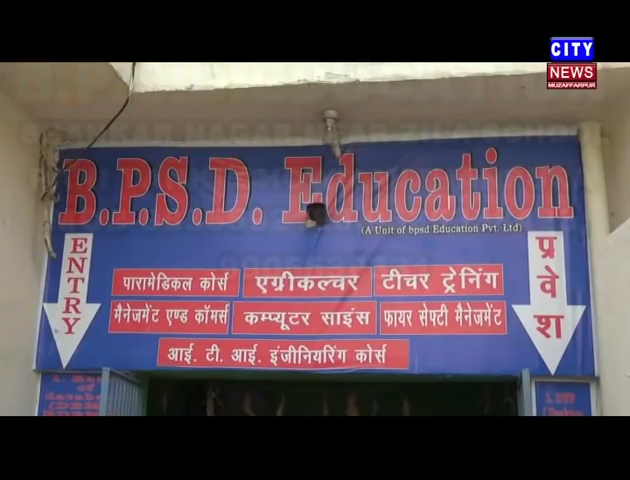 CITY
NEWS
MUZAFFARPUR
B.P.S.D. Education
(A Unit of bpsd Education Pvt. Ltd)
ENTRY
प्रवेश
पारामेडिकल कोर्स एग्रीकल्चर टीचर ट्रेनिंग
मैनेजमेंट एण्ड कॉमर्स कम्प्यूटर साइंस फायर सेफ्टी मैनेजमेंट
आई. टी. आई. इंजीनियरिंग कोर्स